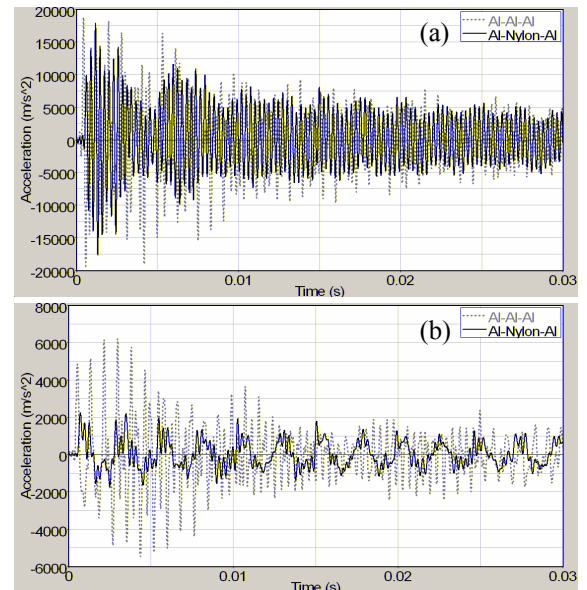 20000
(a)
Al-Al-Al
Al-Nylon-Al
15000
10000
5000
0
-5000
-10000
-15000
-20000
Acceleration (m/s^2)
0
0.01
0.02
0.03
Time (s)
8000
(b)
Al-Al-Al
Al-Nylon-Al
6000
4000
2000
0
-2000
-4000
-6000
Acceleration (m/s^2)
0
0.01
0.02
0.03
Time (s)